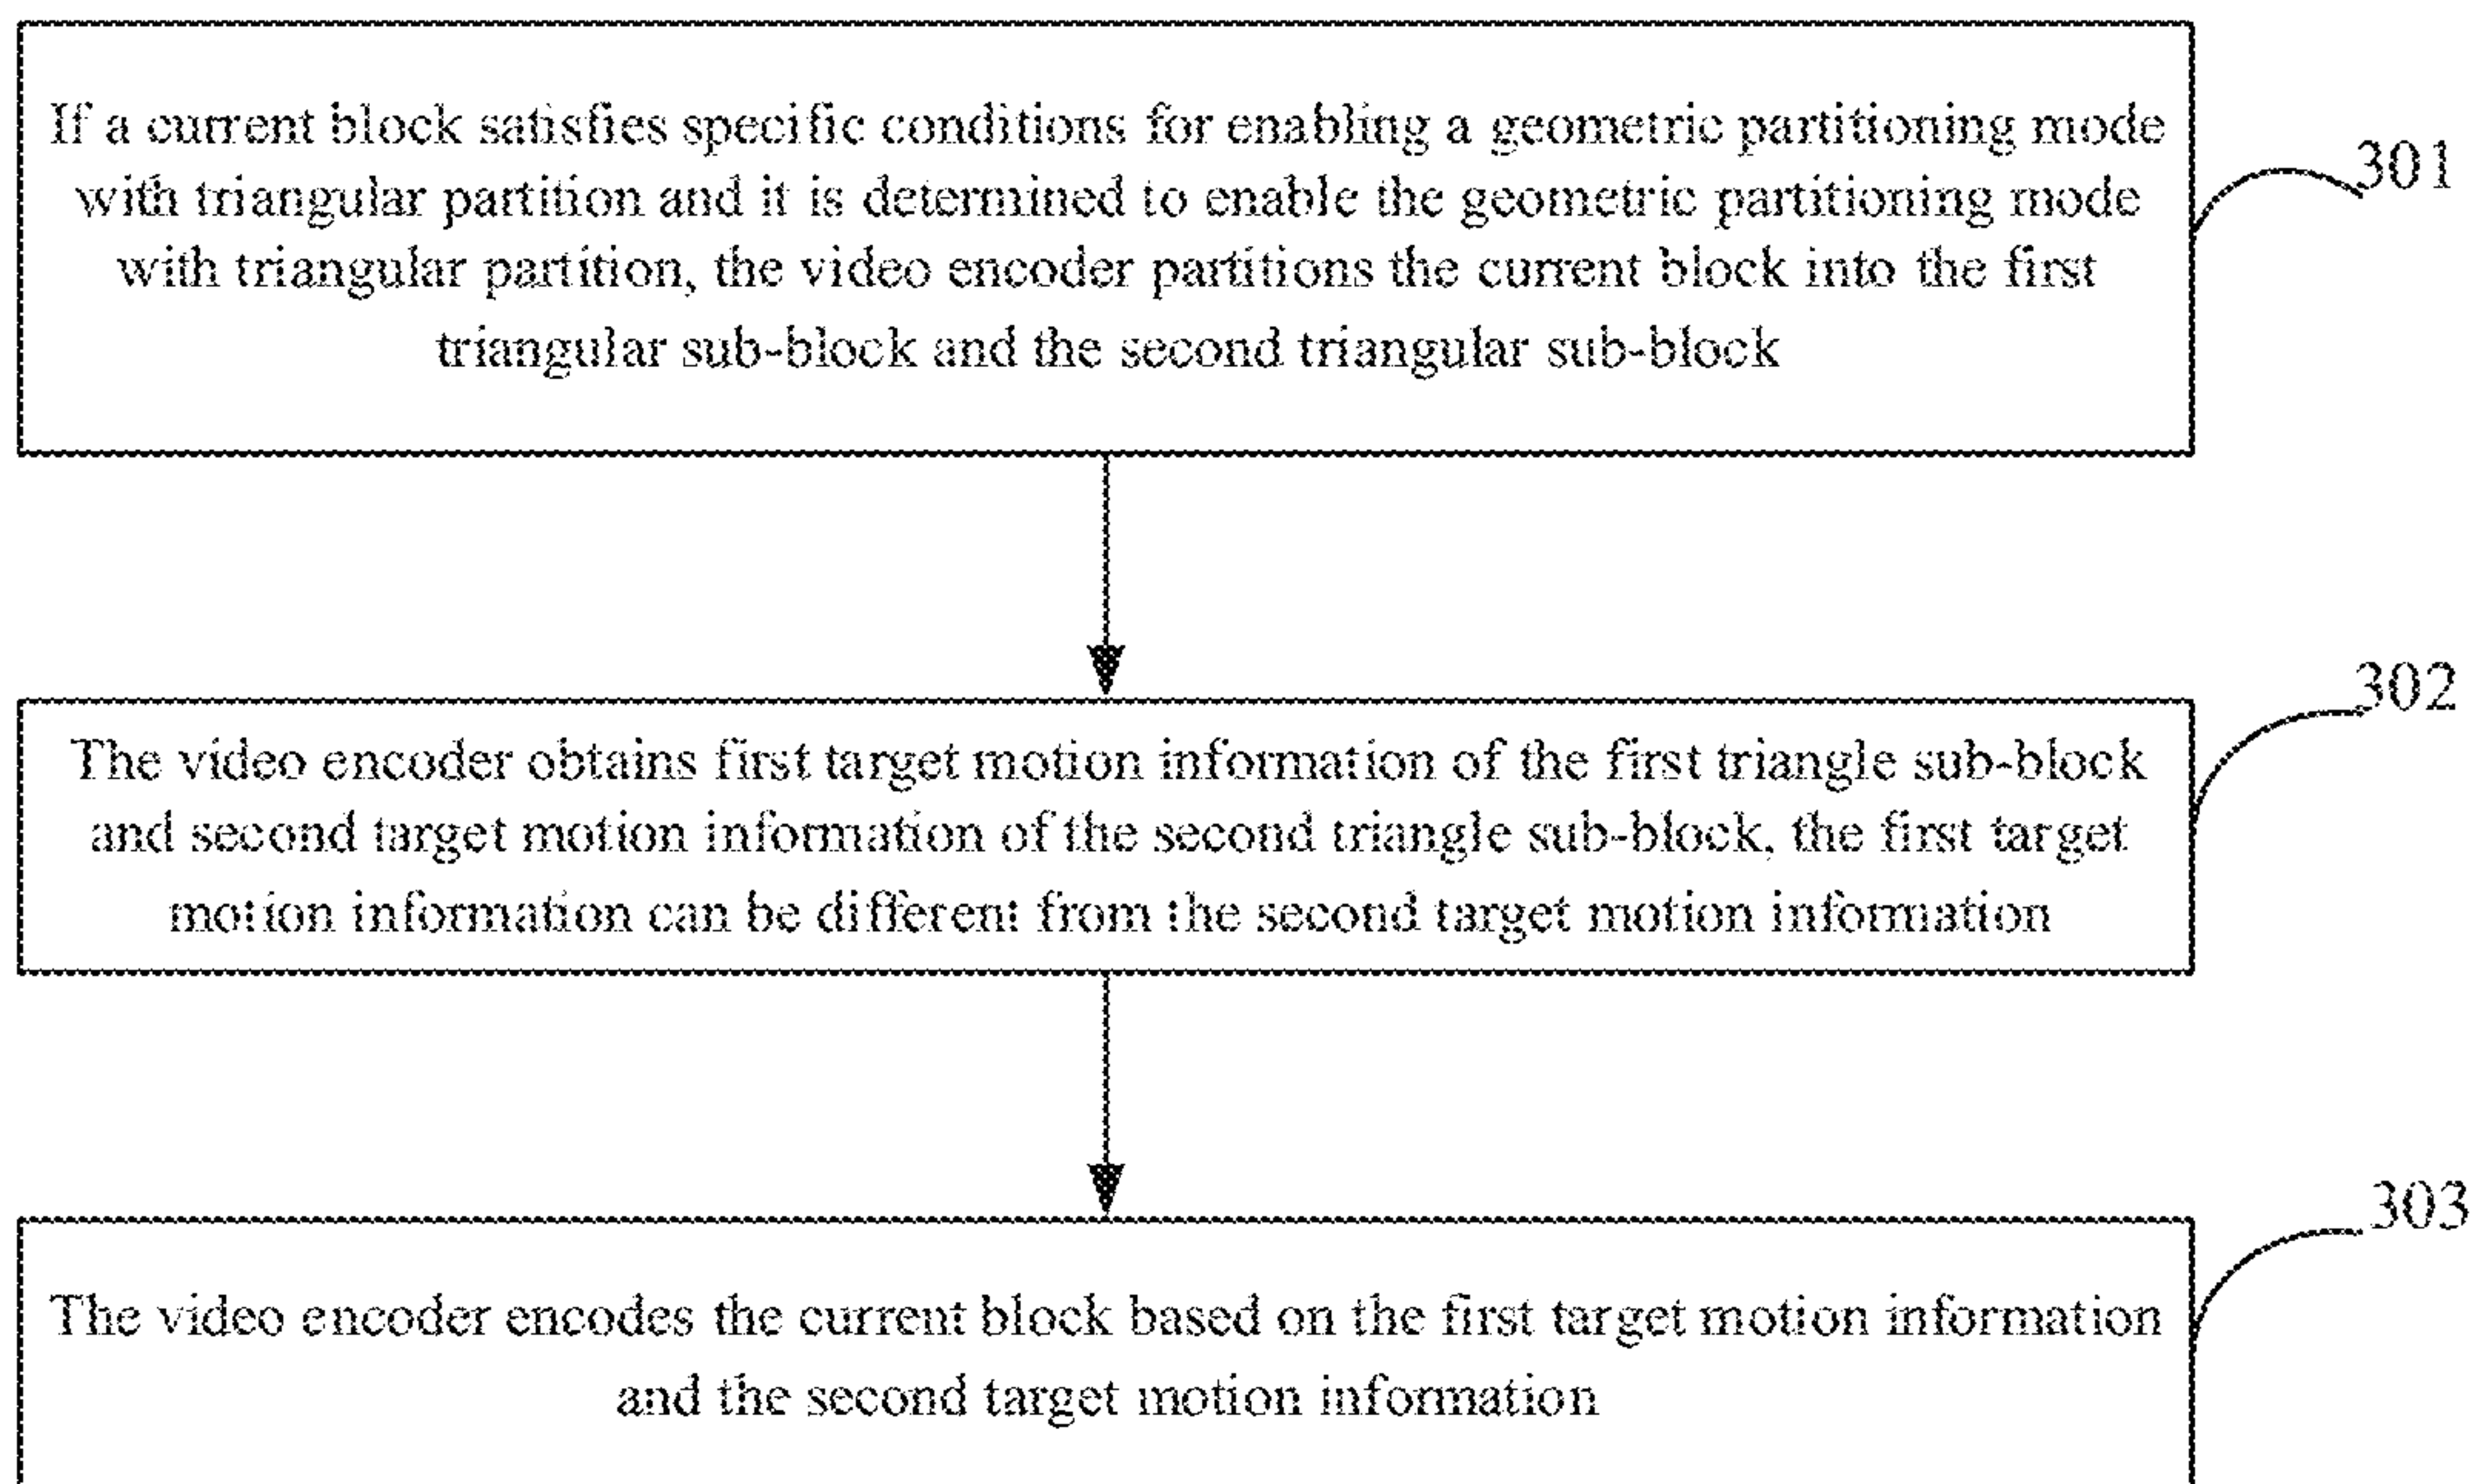 If a current block satisfies specific conditions for enabling a geometric partitioning mode
with triangular partition and it is determined to enable the geometric partitioning mode
with triangular partition, the video encoder partitions the current block into the first
triangular sub-block and the second triangular sub-block
301
The video encoder obtains first target motion information of the first triangle sub-block
and second target motion information of the second triangle sub-block, the first target
motion information can be different from the second target motion information
302
The video encoder encodes the current block based on the first target motion information
and the second target motion information
303